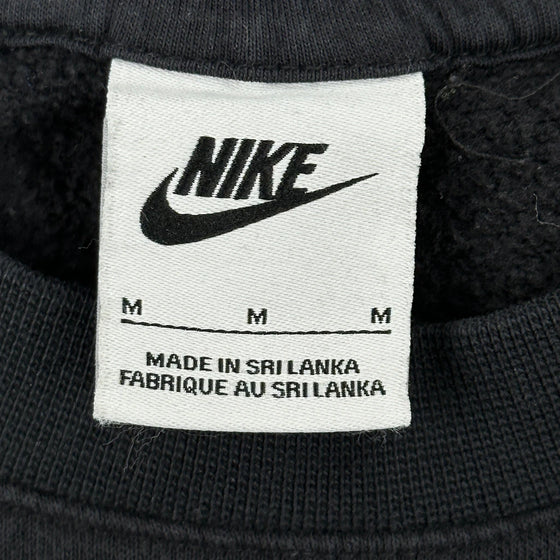 NIKE
M M M
MADE IN SRI LANKA
FABRIQUE AU SRI LANKA